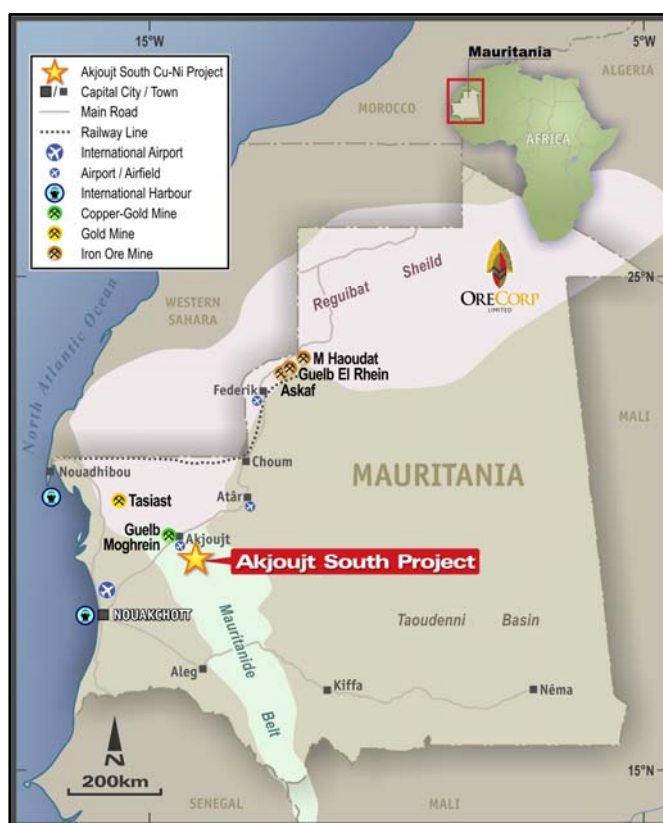 15°W
5°W
Akjoujt South Cu-Ni Project
Capital City / Town
Main Road
Railway Line
International Airport
Airport / Airfield
International Harbour
Copper-Gold Mine
Gold Mine
Iron Ore Mine
Mauritania
ALGERIA
MOROCCO
AFRICA
25°N
Reguibat Sheild
ORECORP
LIMITED
WESTERN
SAHARA
North Atlantic Ocean
M Haoudat
Guelb El Rhein
Askaf
Federik
MALI
Choum
Nouadhibou
MAURITANIA
Atâr
Tasiast
Guelb
Moghrein
Akjoujt
Akjoujt South Project
NOUAKCHOTT
Mauritanide
Belt
Taoudenni Basin
Aleg
Kiffa
Néma
200km
15°N
SENEGAL
MALI